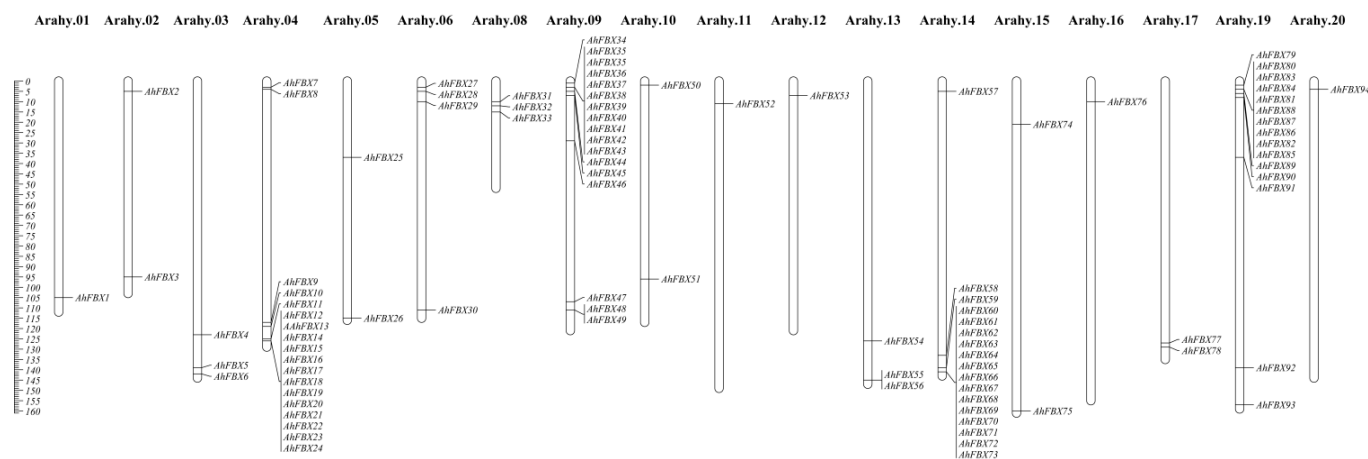 Arahy.01 Arahy.02 Arahy.03 Arahy.04 Arahy.05 Arahy.06 Arahy.08 Arahy.09 Arahy.10 Arahy.11 Arahy.12 Arahy.13 Arahy.14 Arahy.15 Arahy.16 Arahy.17 Arahy.19 Arahy.20
0
5
10
15
20
25
30
35
40
45
50
55
60
65
70
75
80
85
90
95
100
105
110
115
120
125
130
135
140
145
150
155
160
AhFBX1
AhFBX2
AhFBX3
AhFBX4
AhFBX5
AhFBX6
AhFBX7
AhFBX8
AhFBX9
AhFBX10
AhFBX11
AhFBX12
AAhFBX13
AhFBX14
AhFBX15
AhFBX16
AhFBX17
AhFBX18
AhFBX19
AhFBX20
AhFBX21
AhFBX22
AhFBX23
AhFBX24
AhFBX25
AhFBX26
AhFBX27
AhFBX28
AhFBX29
AhFBX30
AhFBX31
AhFBX32
AhFBX33
AhFBX34
AhFBX35
AhFBX35
AhFBX36
AhFBX37
AhFBX38
AhFBX39
AhFBX40
AhFBX41
AhFBX42
AhFBX43
AhFBX44
AhFBX45
AhFBX46
AhFBX47
AhFBX48
AhFBX49
AhFBX50
AhFBX51
AhFBX52
AhFBX53
AhFBX54
AhFBX55
AhFBX56
AhFBX57
AhFBX58
AhFBX59
AhFBX60
AhFBX61
AhFBX62
AhFBX63
AhFBX64
AhFBX65
AhFBX66
AhFBX67
AhFBX68
AhFBX69
AhFBX70
AhFBX71
AhFBX72
AhFBX73
AhFBX74
AhFBX75
AhFBX76
AhFBX77
AhFBX78
AhFBX79
AhFBX80
AhFBX83
AhFBX84
AhFBX81
AhFBX88
AhFBX87
AhFBX86
AhFBX82
AhFBX85
AhFBX89
AhFBX90
AhFBX91
AhFBX92
AhFBX93
AhFBX94